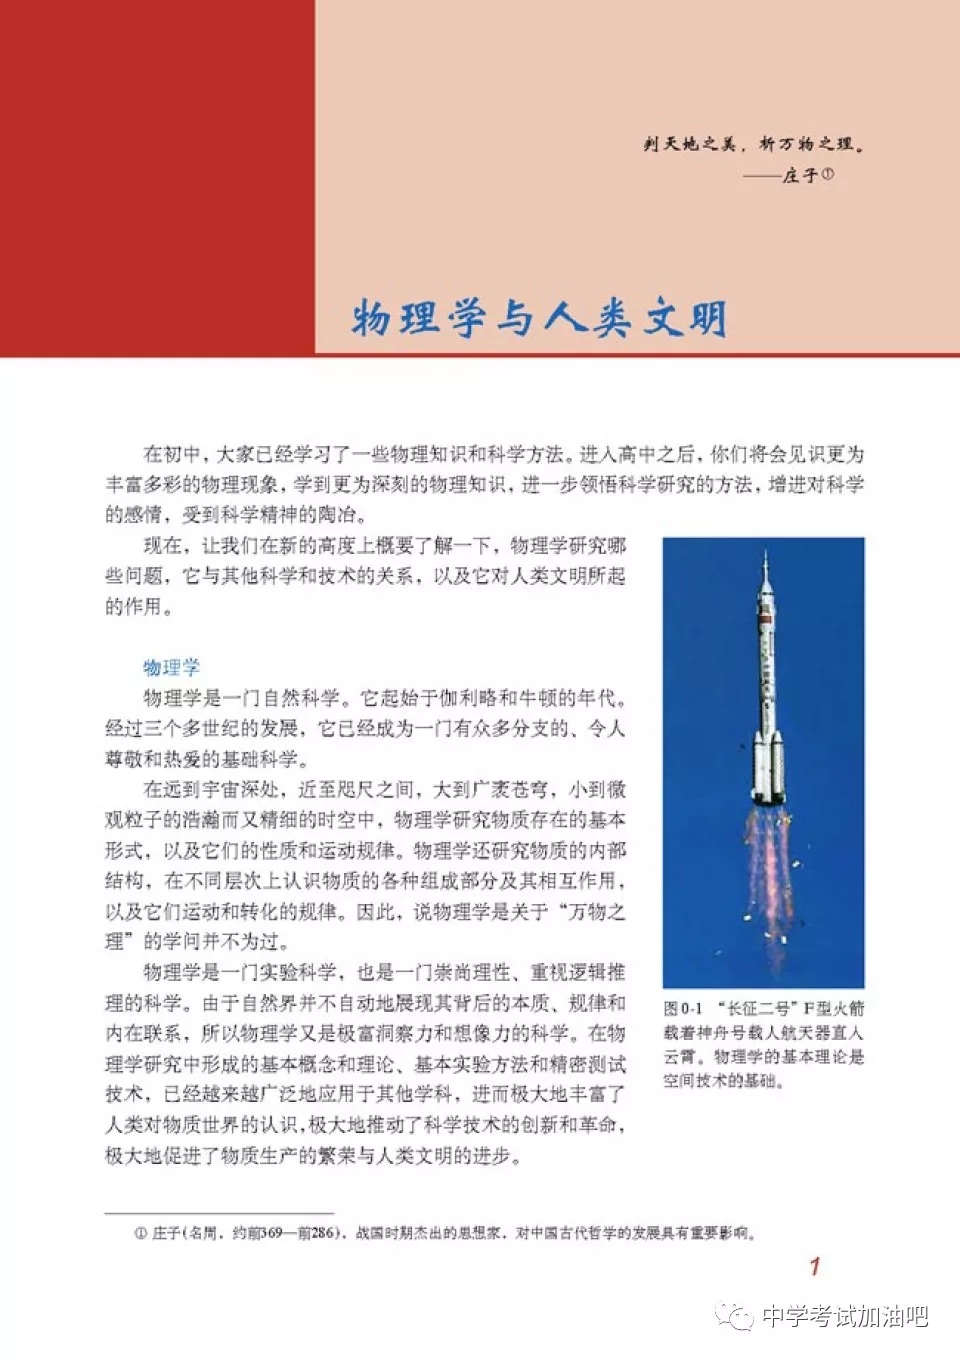 判天地之美，析万物之理。
——庄子①
物理学与人类文明
在初中，大家已经学习了一些物理知识和科学方法。进入高中之后，你们将会见识更为
丰富多彩的物理现象，学到更为深刻的物理知识，进一步领悟科学研究的方法，增进对科学
的感情，受到科学精神的陶冶。
现在，让我们在新的高度上概要了解一下，物理学研究哪
些问题，它与其他科学和技术的关系，以及它对人类文明所起
的作用。
物理学
物理学是一门自然科学。它起始于伽利略和牛顿的年代。
经过三个多世纪的发展，它已经成为一门有众多分支的、令人
尊敬和热爱的基础科学。
在远到宇宙深处，近至咫尺之间，大到广袤苍穹，小到微
观粒子的浩瀚而又精细的时空中，物理学研究物质存在的基本
形式，以及它们的性质和运动规律。物理学还研究物质的内部
结构，在不同层次上认识物质的各种组成部分及其相互作用，
以及它们运动和转化的规律。因此，说物理学是关于“万物之
理”的学问并不为过。
物理学是一门实验科学，也是一门崇尚理性、重视逻辑推
理的科学。由于自然界并不自动地展现其背后的本质、规律和
内在联系，所以物理学又是极富洞察力和想像力的科学。在物
理学研究中形成的基本概念和理论、基本实验方法和精密测试
技术，已经越来越广泛地应用于其他学科，进而极大地丰富了
人类对物质世界的认识，极大地推动了科学技术的创新和革命，
极大地促进了物质生产的繁荣与人类文明的进步。
图0-1 “长征二号”F型火箭
载着神舟号载人航天器直入
云霄。物理学的基本理论是
空间技术的基础。
① 庄子(名周，约前369—前286)，战国时期杰出的思想家，对中国古代哲学的发展具有重要影响。
1
中学考试加油吧